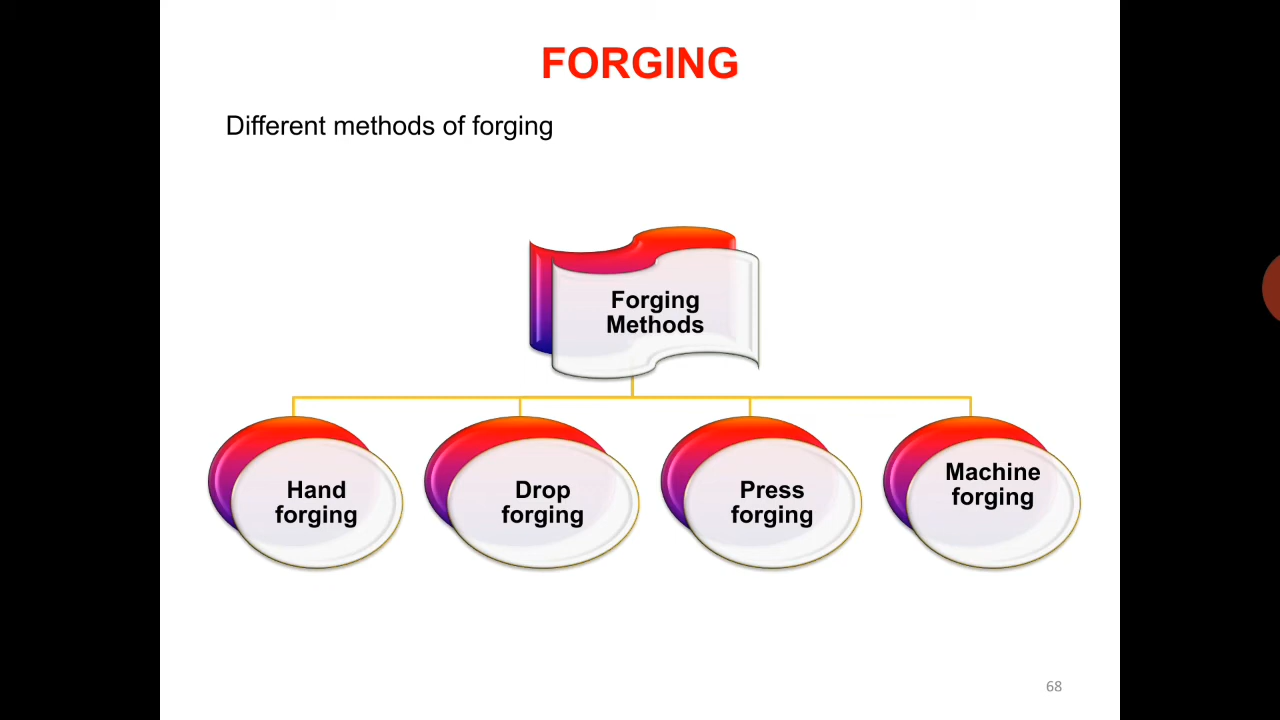 FORGING
Different methods of forging
Forging
Methods
Hand
forging
Drop
forging
Press
forging
Machine
forging
68